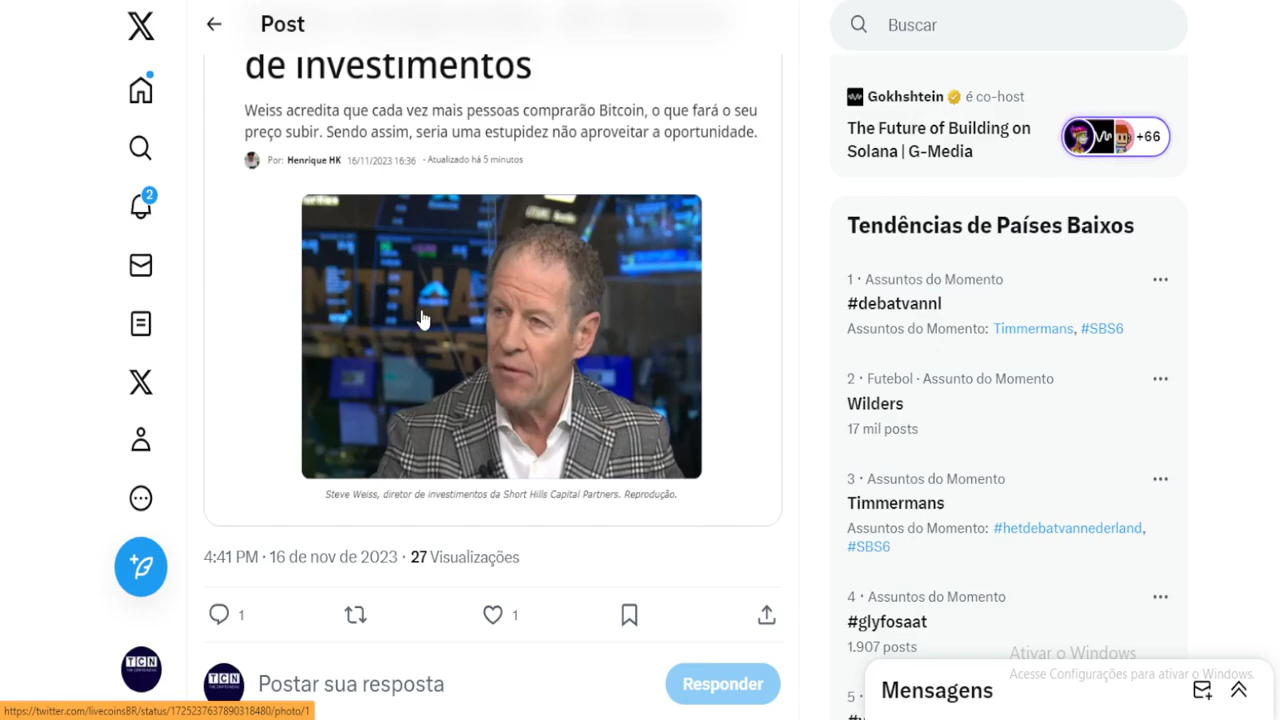 Post
Buscar
de investimentos
Weiss acredita que cada vez mais pessoas comprarão Bitcoin, o que fará o seu
preço subir. Sendo assim, seria uma estupidez não aproveitar a oportunidade.
Por: Henrique HK 16/11/2023 16:36 - Atualizado há 5 minutos
Steve Weiss, diretor de investimentos da Short Hills Capital Partners. Reprodução.
4:41 PM · 16 de nov de 2023 · 27 Visualizações
1
1
TCN
Postar sua resposta
Responder
2
TCN
https://twitter.com/livecoinsBR/status/1725237637890318480/photo/1
Gokhshtein é co-host
The Future of Building on
Solana | G-Media
+66
Tendências de Países Baixos
1 · Assuntos do Momento
#debatvannl
Assuntos do Momento: Timmermans, #SBS6
2 · Futebol · Assunto do Momento
Wilders
17 mil posts
3 · Assuntos do Momento
Timmermans
Assuntos do Momento: #hetdebatvannederland,
#SBS6
4 · Assuntos do Momento
#glyfosaat
1.907 posts
5 ·
Ativar o Windows
Acesse Configurações para ativar o Windows.
Mensagens